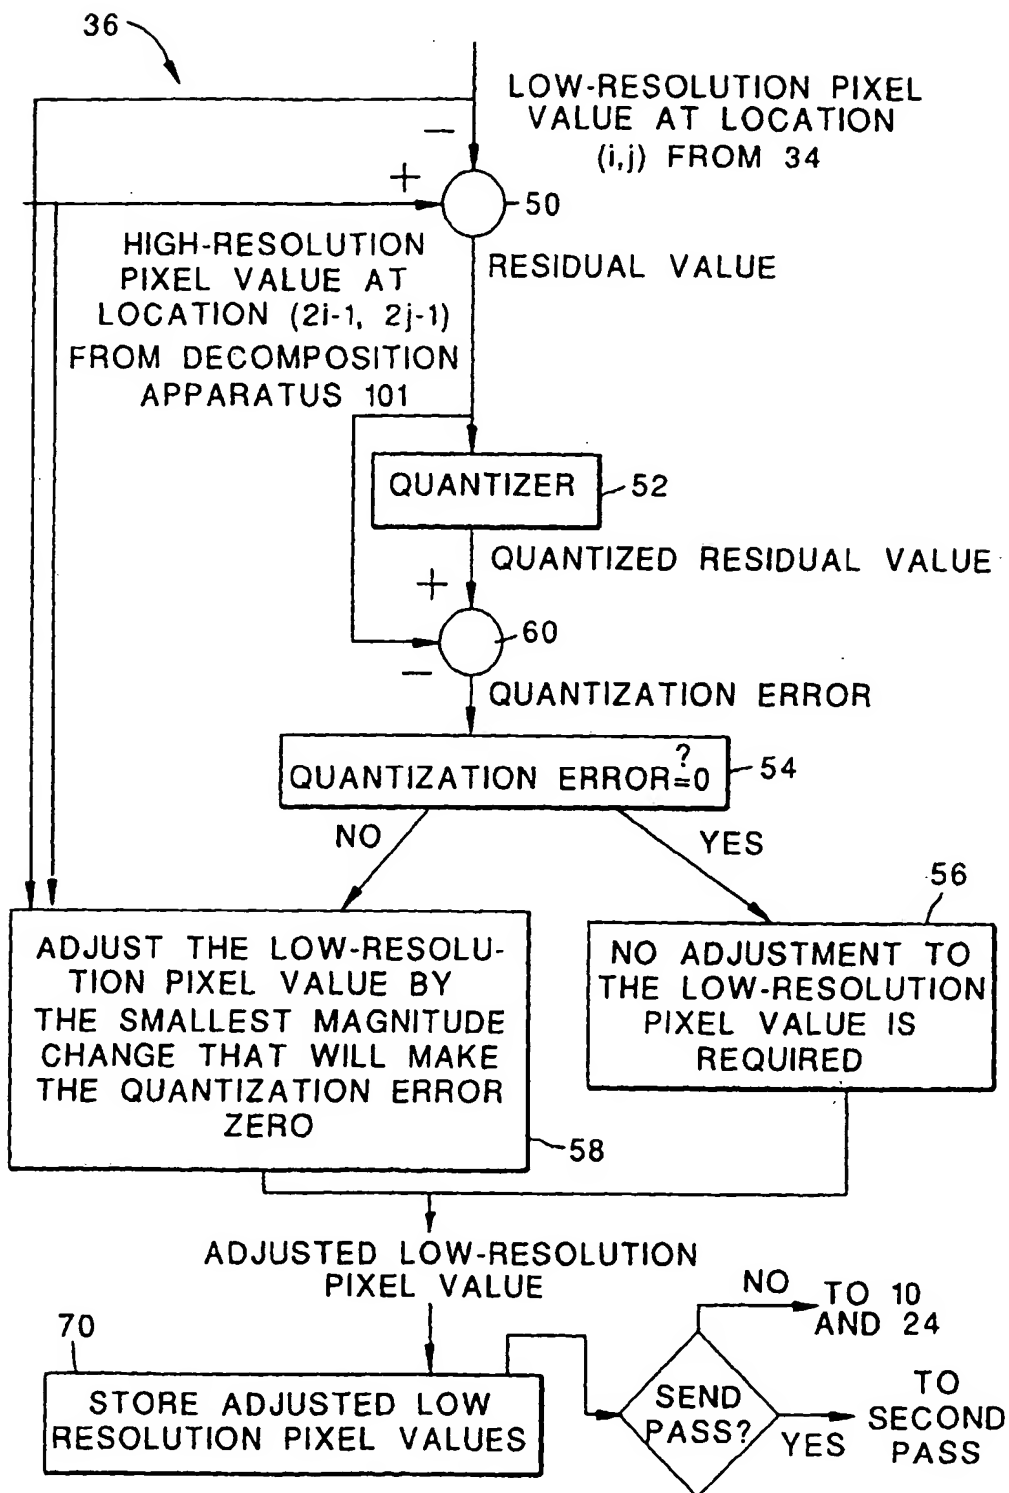 36
LOW-RESOLUTION PIXEL
VALUE AT LOCATION
(i,j) FROM 34
−
+
50
HIGH-RESOLUTION
PIXEL VALUE AT
LOCATION (2i-1, 2j-1)
FROM DECOMPOSITION
APPARATUS 101
RESIDUAL VALUE
QUANTIZER
52
QUANTIZED RESIDUAL VALUE
+
60
−
QUANTIZATION ERROR
QUANTIZATION ERROR=0
?
54
NO
YES
56
ADJUST THE LOW-RESOLU-
TION PIXEL VALUE BY
THE SMALLEST MAGNITUDE
CHANGE THAT WILL MAKE
THE QUANTIZATION ERROR
ZERO
58
NO ADJUSTMENT TO
THE LOW-RESOLUTION
PIXEL VALUE IS
REQUIRED
ADJUSTED LOW-RESOLUTION
PIXEL VALUE
70
STORE ADJUSTED LOW
RESOLUTION PIXEL VALUES
SEND
PASS?
NO
TO 10
AND 24
YES
TO
SECOND
PASS